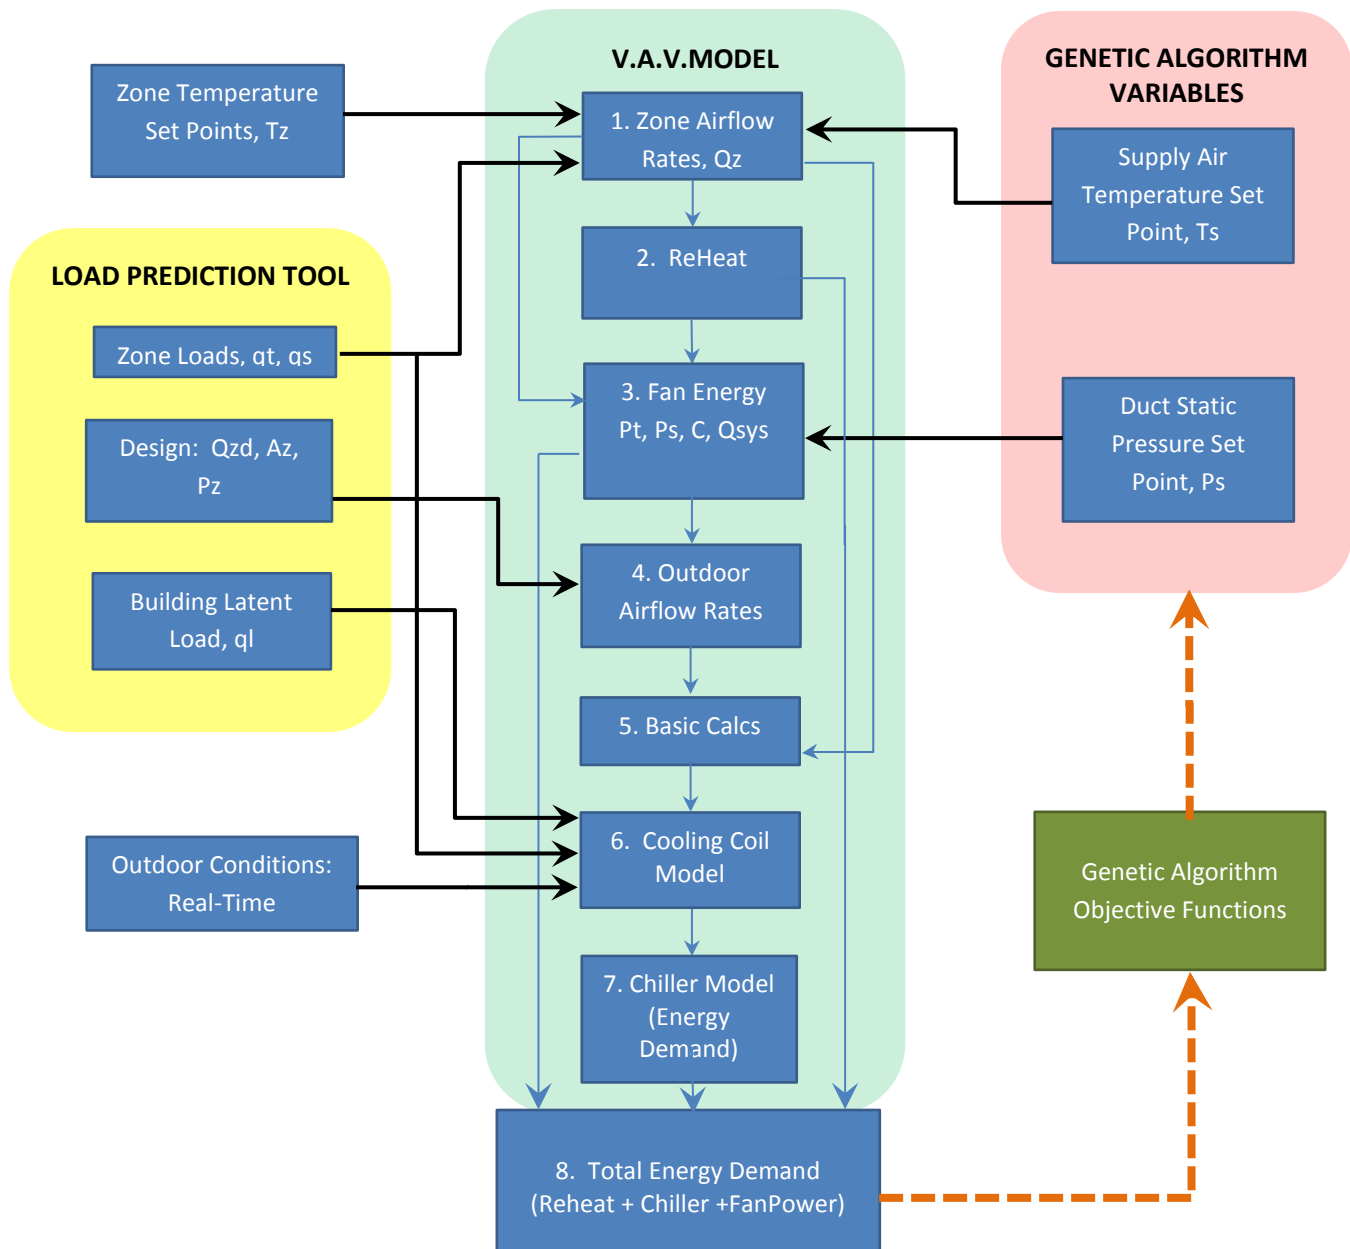 V.A.V.MODEL
GENETIC ALGORITHM
VARIABLES
Zone Temperature
Set Points, Tz
1. Zone Airflow
Rates, Qz
Supply Air
Temperature Set
Point, Ts
2. ReHeat
LOAD PREDICTION TOOL
Zone Loads, qt, qs
3. Fan Energy
Pt, Ps, C, Qsys
Duct Static
Pressure Set
Point, Ps
Design: Qzd, Az,
Pz
4. Outdoor
Airflow Rates
Building Latent
Load, ql
5. Basic Calcs
6. Cooling Coil
Model
Outdoor Conditions:
Real-Time
Genetic Algorithm
Objective Functions
7. Chiller Model
(Energy
Demand)
8. Total Energy Demand
(Reheat + Chiller +FanPower)